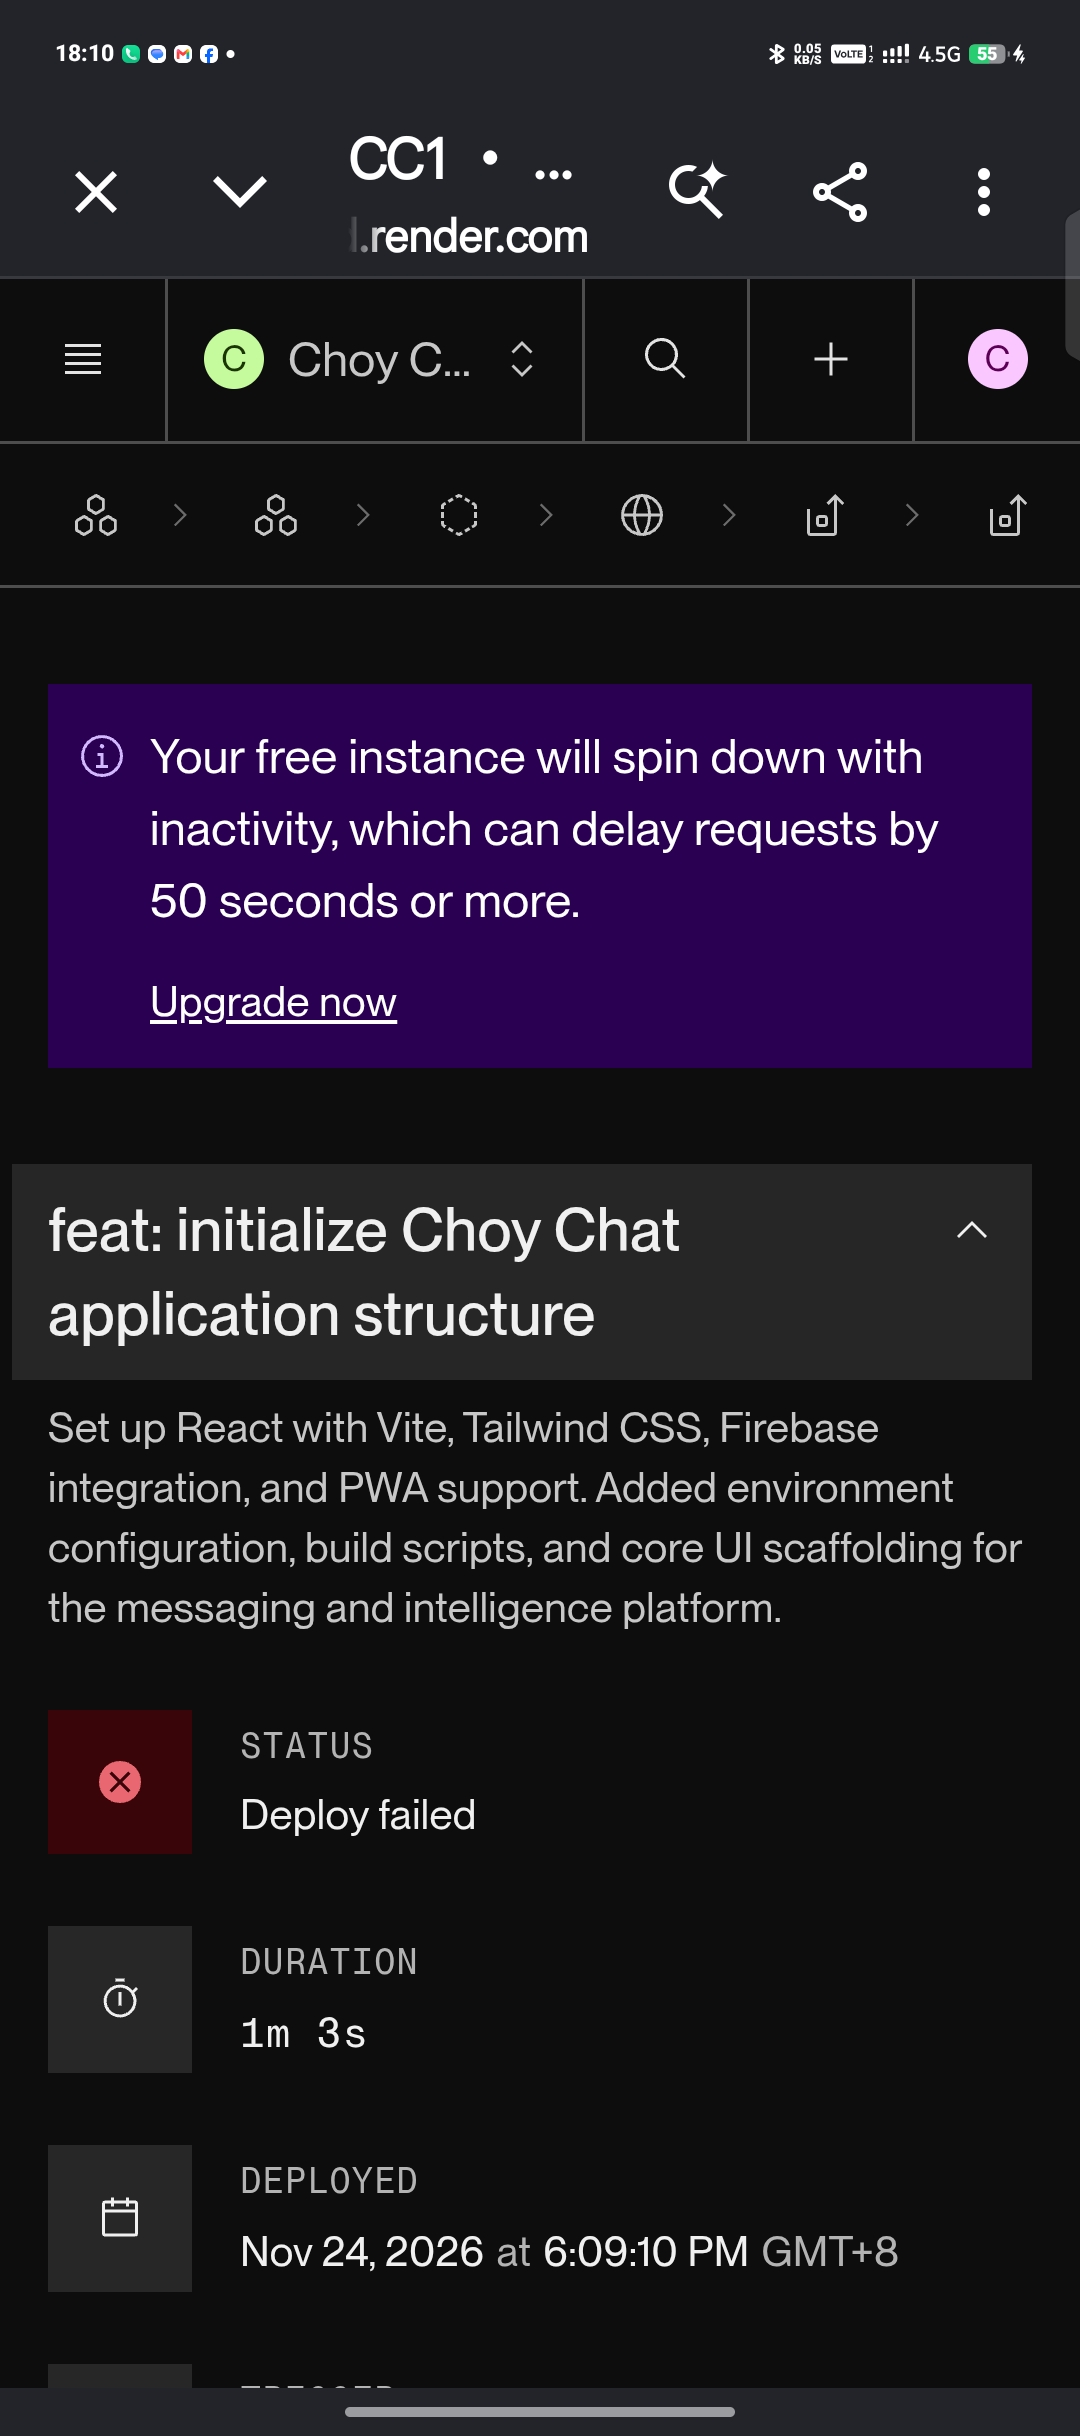 18:10
0.05
KB/S
VoLTE
1
2
4.5G
55
CC1 • ...
.render.com
C
Choy C...
C
Your free instance will spin down with
inactivity, which can delay requests by
50 seconds or more.
Upgrade now
feat: initialize Choy Chat
application structure
Set up React with Vite, Tailwind CSS, Firebase
integration, and PWA support. Added environment
configuration, build scripts, and core UI scaffolding for
the messaging and intelligence platform.
STATUS
Deploy failed
DURATION
1m 3s
DEPLOYED
Nov 24, 2026 at 6:09:10 PM GMT+8